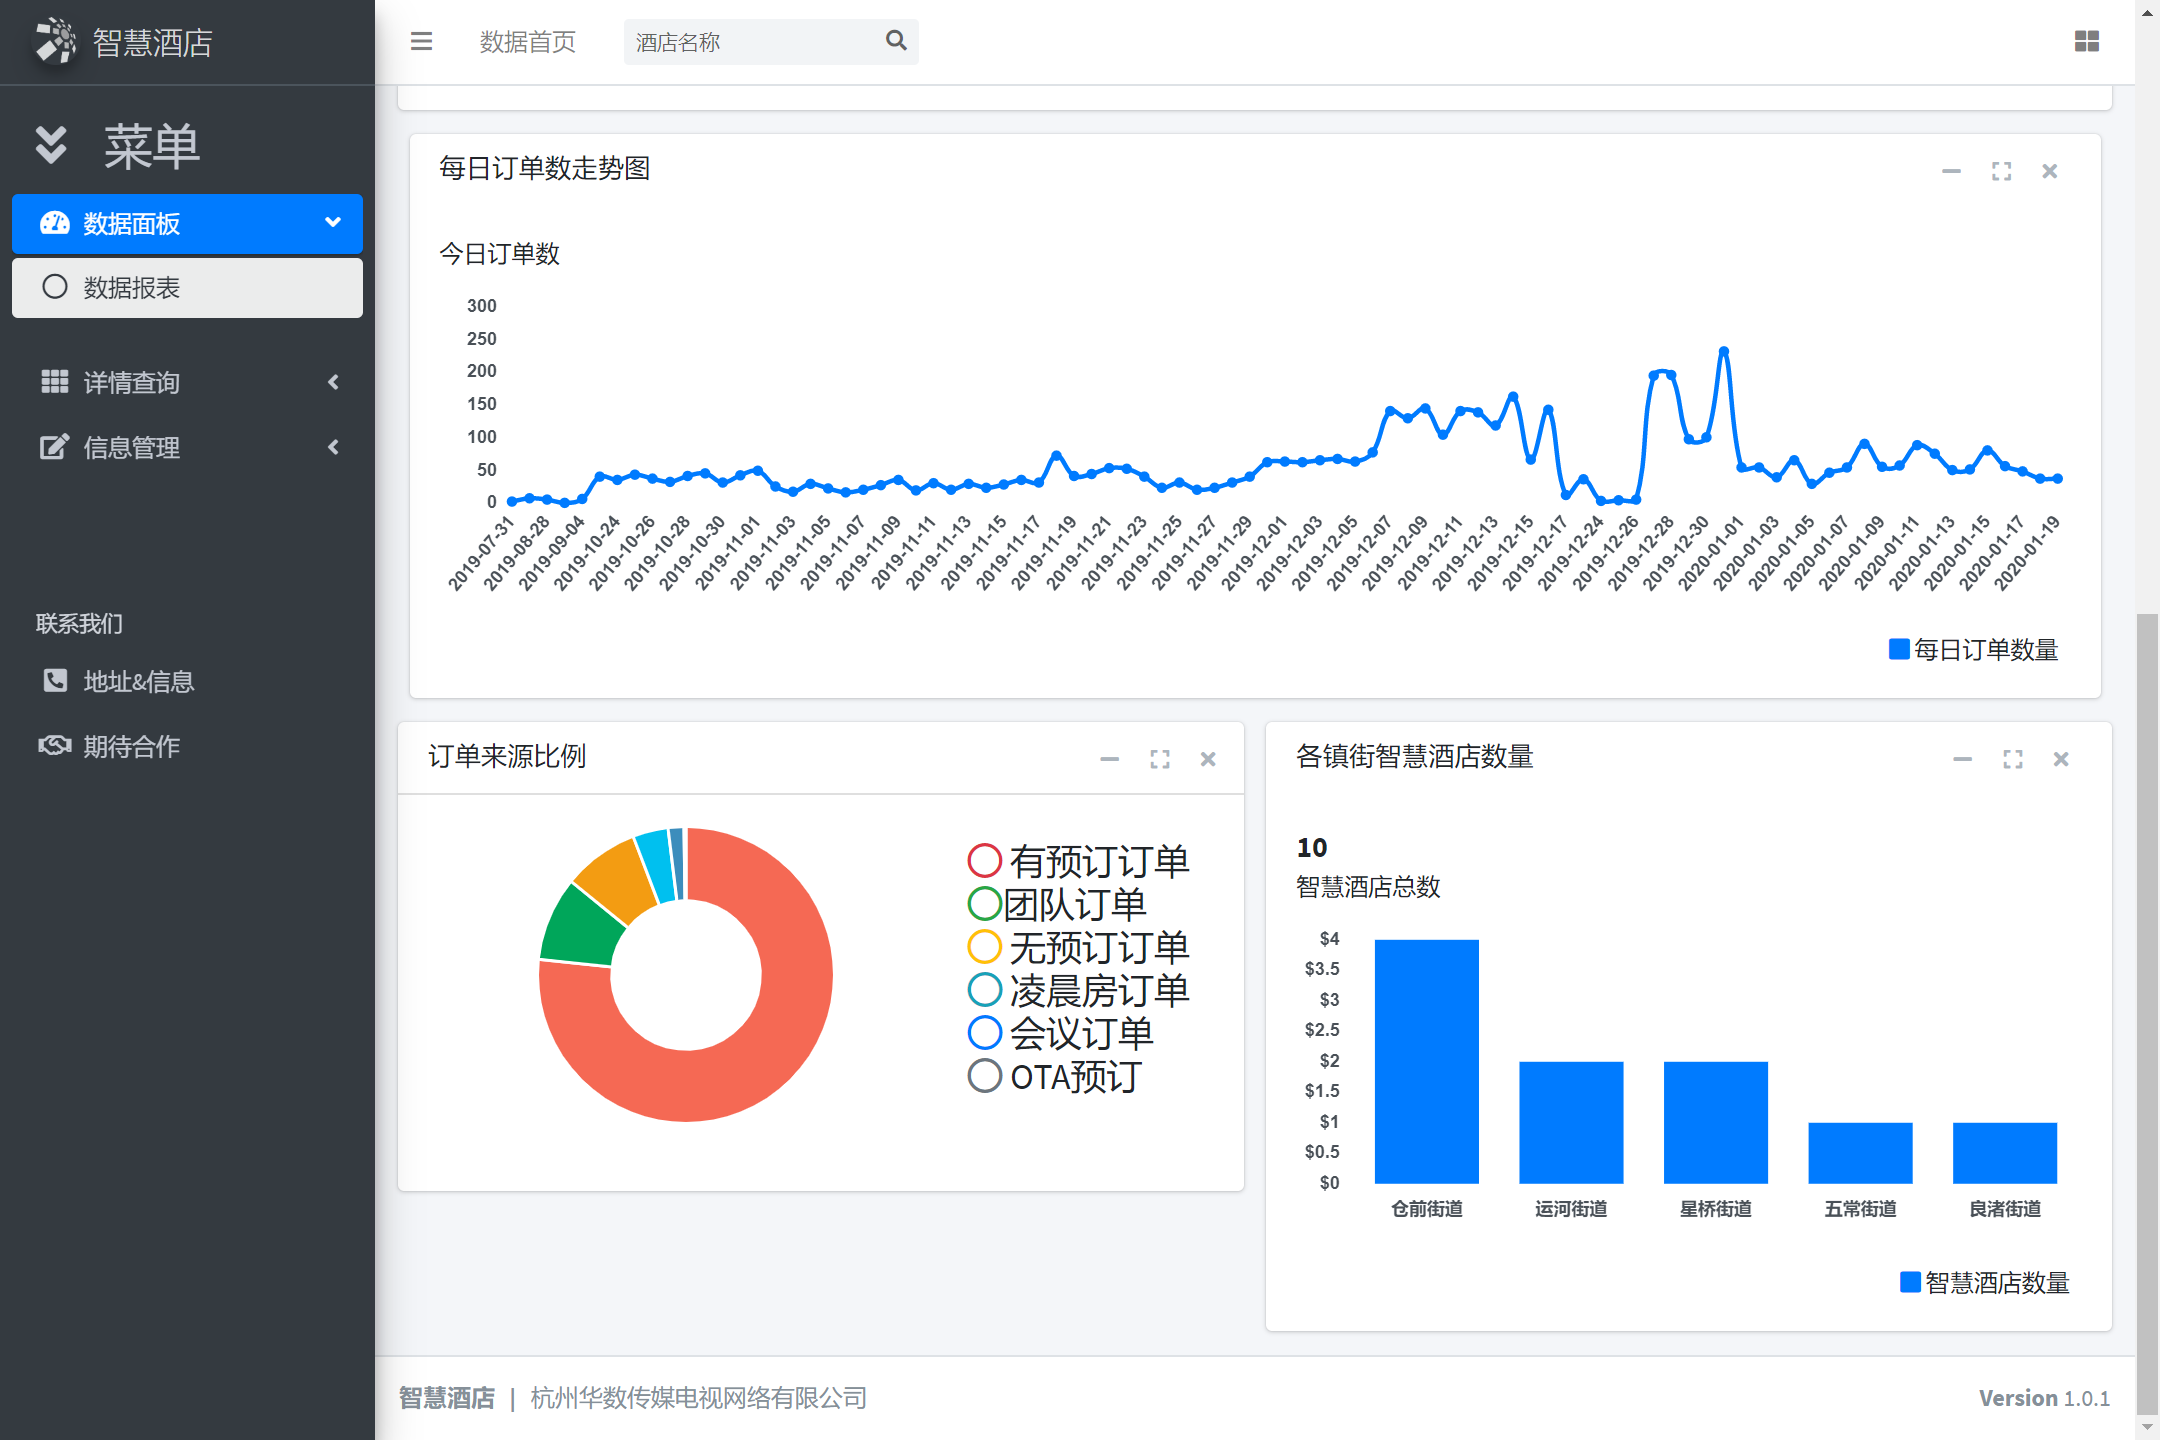 智慧酒店
数据首页
酒店名称
菜单
数据面板
数据报表
详情查询
信息管理
联系我们
地址&信息
期待合作
每日订单数走势图
今日订单数
300
250
200
150
100
50
0
2019-07-31
2019-08-28
2019-09-04
2019-10-24
2019-10-26
2019-10-28
2019-10-30
2019-11-01
2019-11-03
2019-11-05
2019-11-07
2019-11-09
2019-11-11
2019-11-13
2019-11-15
2019-11-17
2019-11-19
2019-11-21
2019-11-23
2019-11-25
2019-11-27
2019-11-29
2019-12-01
2019-12-03
2019-12-05
2019-12-07
2019-12-09
2019-12-11
2019-12-13
2019-12-15
2019-12-17
2019-12-24
2019-12-26
2019-12-28
2019-12-30
2020-01-01
2020-01-03
2020-01-05
2020-01-07
2020-01-09
2020-01-11
2020-01-13
2020-01-15
2020-01-17
2020-01-19
每日订单数量
订单来源比例
有预订订单
团队订单
无预订订单
凌晨房订单
会议订单
OTA预订
各镇街智慧酒店数量
10
智慧酒店总数
$4
$3.5
$3
$2.5
$2
$1.5
$1
$0.5
$0
仓前街道
运河街道
星桥街道
五常街道
良渚街道
智慧酒店数量
智慧酒店 | 杭州华数传媒电视网络有限公司
Version 1.0.1